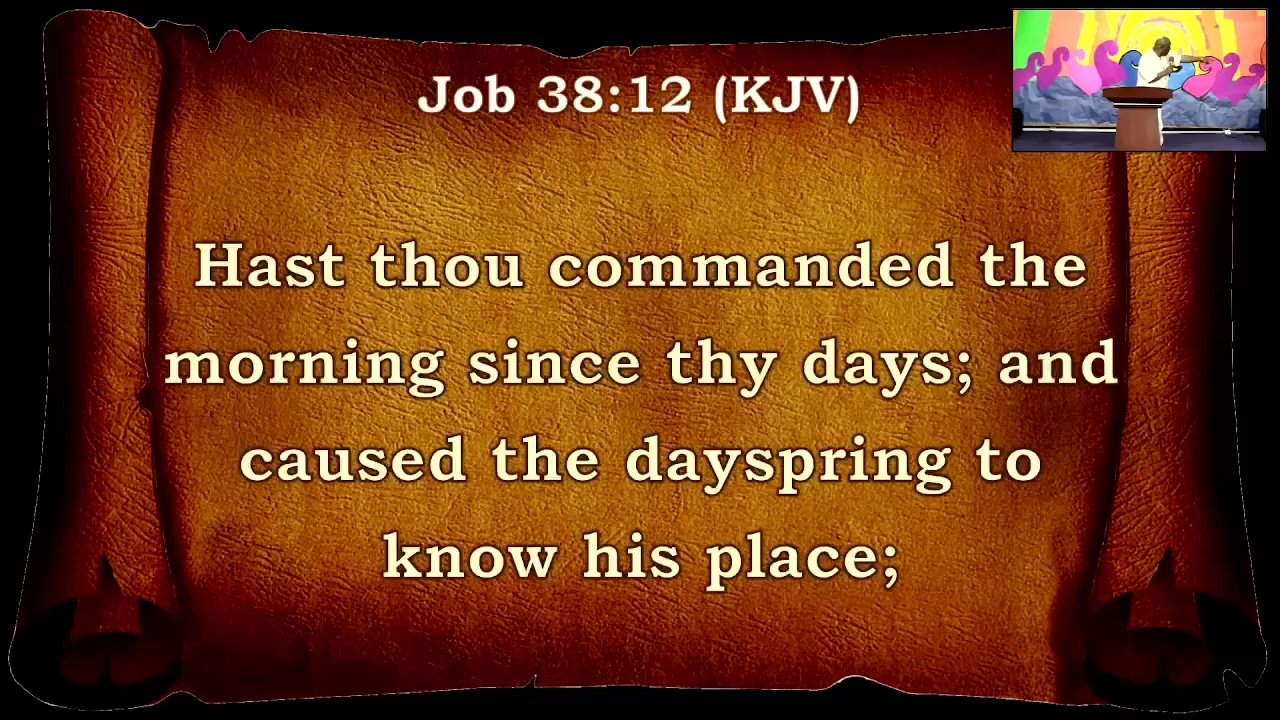 Job 38:12 (KJV)
Hast thou commanded the
morning since thy days; and
caused the dayspring to
know his place;